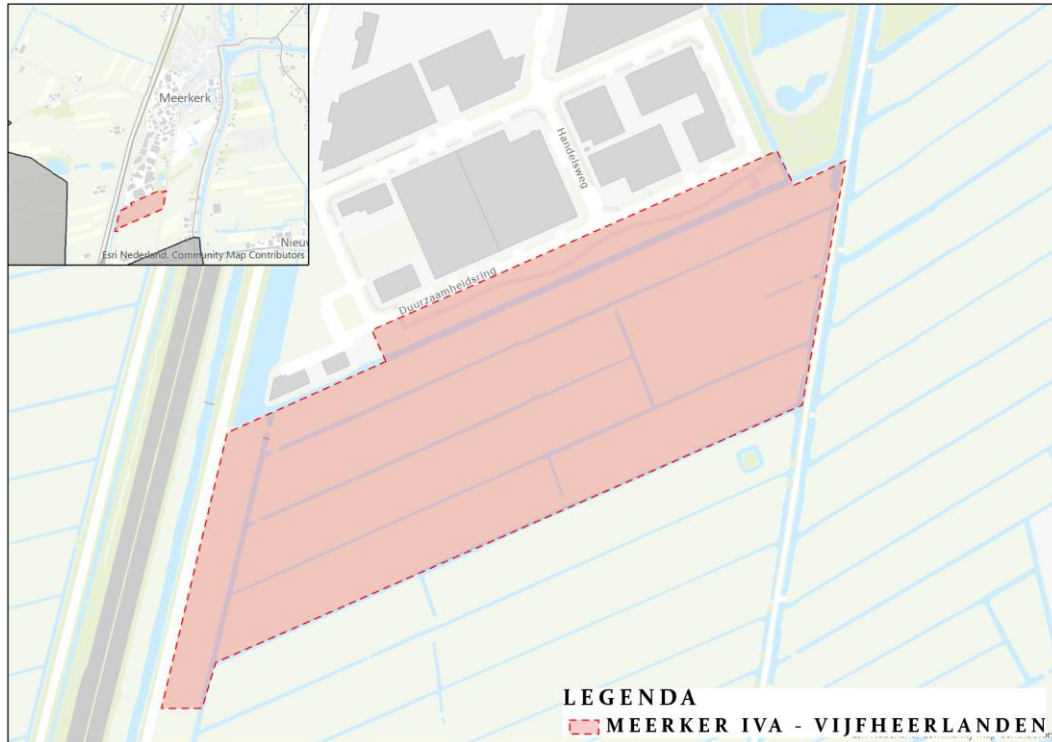 Meerkerk
Nieuw
Esri Nederland, Community Map Contributors
Handelsweg
Duurzaamheidsring
LEGENDA
MEERKER IVA - VIJFHEERLANDEN